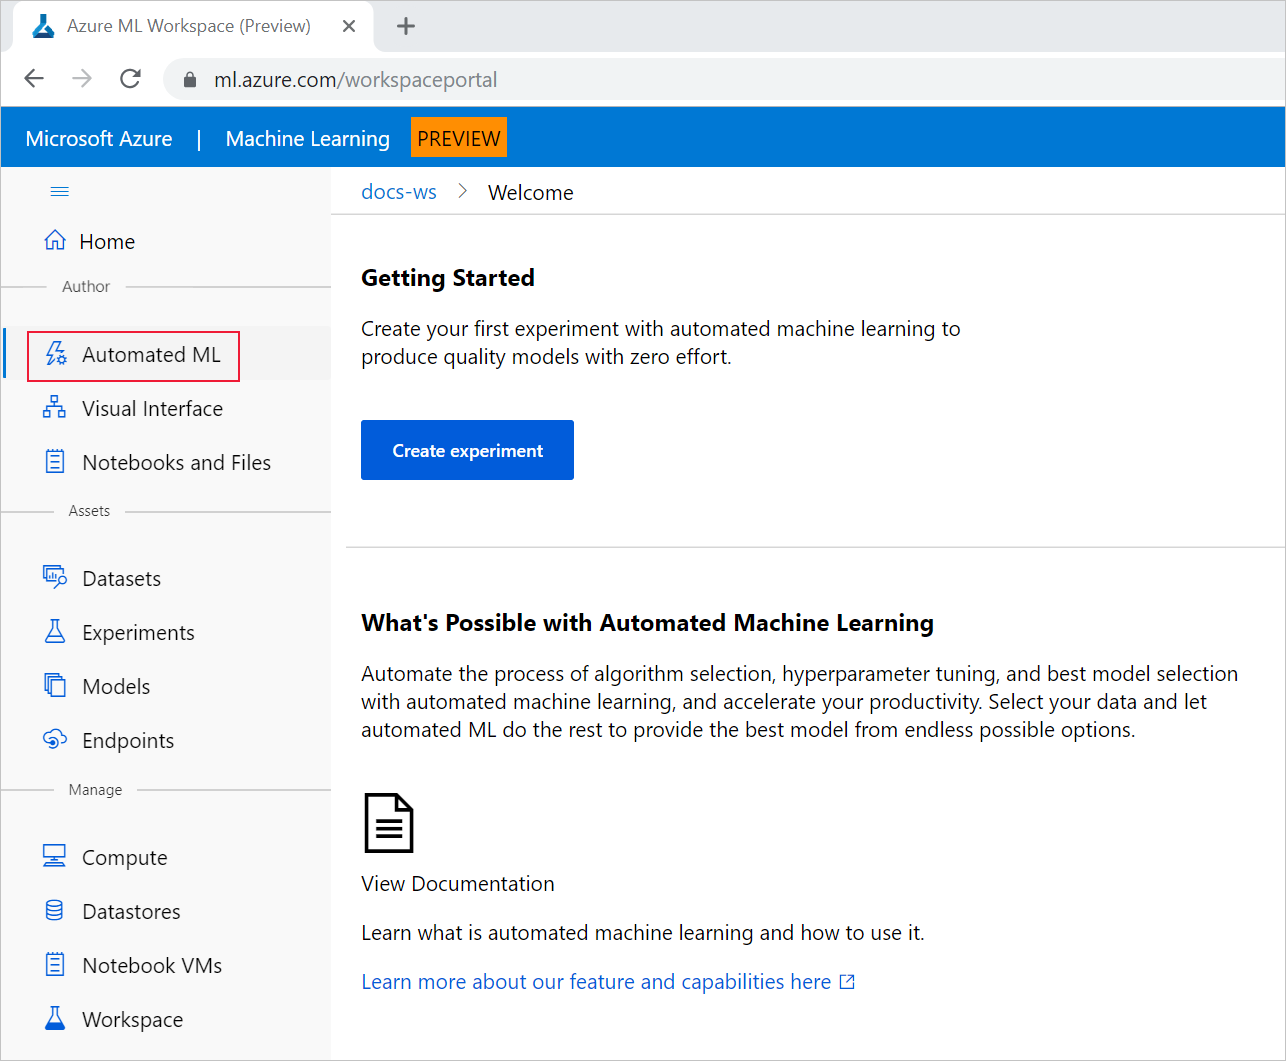 Azure ML Workspace (Preview)
ml.azure.com/workspaceportal
Microsoft Azure | Machine Learning PREVIEW
docs-ws > Welcome
Home
Author
Automated ML
Visual Interface
Notebooks and Files
Assets
Datasets
Experiments
Models
Endpoints
Manage
Compute
Datastores
Notebook VMs
Workspace
Getting Started
Create your first experiment with automated machine learning to
produce quality models with zero effort.
Create experiment
What's Possible with Automated Machine Learning
Automate the process of algorithm selection, hyperparameter tuning, and best model selection
with automated machine learning, and accelerate your productivity. Select your data and let
automated ML do the rest to provide the best model from endless possible options.
View Documentation
Learn what is automated machine learning and how to use it.
Learn more about our feature and capabilities here